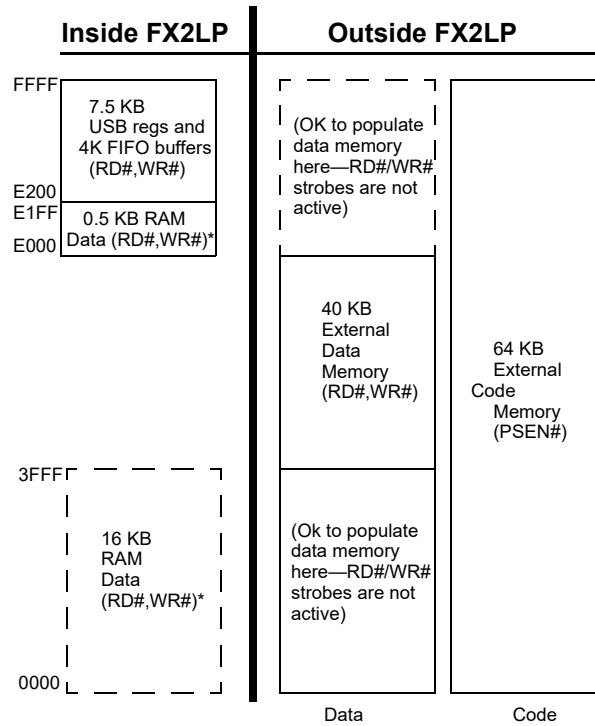 Inside FX2LP
Outside FX2LP
FFFF
7.5 KB
USB regs and
4K FIFO buffers
(RD#,WR#)
E200
E1FF
0.5 KB RAM
Data (RD#,WR#)*
E000
(OK to populate
data memory
here—RD#/WR#
strobes are not
active)
40 KB
External
Data
Memory
(RD#,WR#)
64 KB
External
Code
Memory
(PSEN#)
3FFF
16 KB
RAM
Data
(RD#,WR#)*
(Ok to populate
data memory
here—RD#/WR#
strobes are not
active)
0000
Data
Code